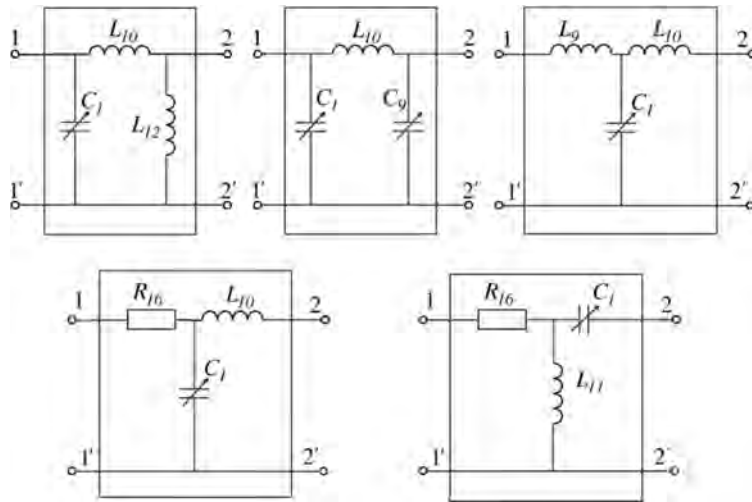 1 L10 2
C1 L12
1' 2'
1 L10 2
C1 C9
1' 2'
1 L9 L10 2
C1
1' 2'
1 R16 L10 2
C1
1' 2'
1 R16 C1 2
L11
1' 2'